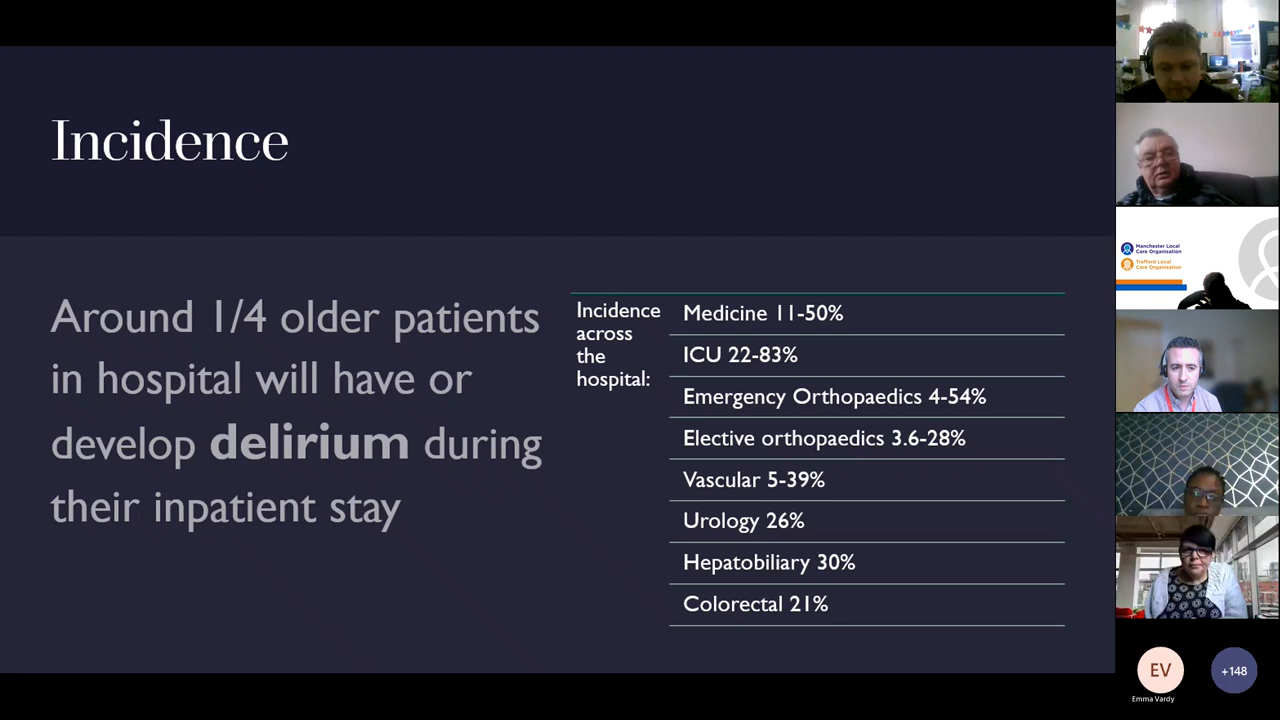 Incidence
Around 1/4 older patients
in hospital will have or
develop delirium during
their inpatient stay
Incidence
across
the
hospital:
Medicine 11-50%
ICU 22-83%
Emergency Orthopaedics 4-54%
Elective orthopaedics 3.6-28%
Vascular 5-39%
Urology 26%
Hepatobiliary 30%
Colorectal 21%
Manchester Local
Care Organisation
Trafford Local
Care Organisation
EV
Emma Vardy
+148